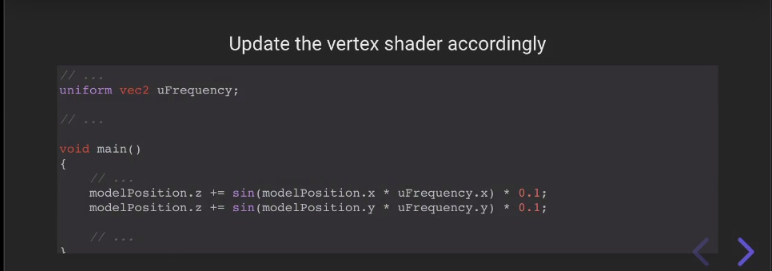 Update the vertex shader accordingly
// ...
uniform vec2 uFrequency;
// ...
void main()
{
// ...
modelPosition.z += sin(modelPosition.x * uFrequency.x) * 0.1;
modelPosition.z += sin(modelPosition.y * uFrequency.y) * 0.1;
// ...
}